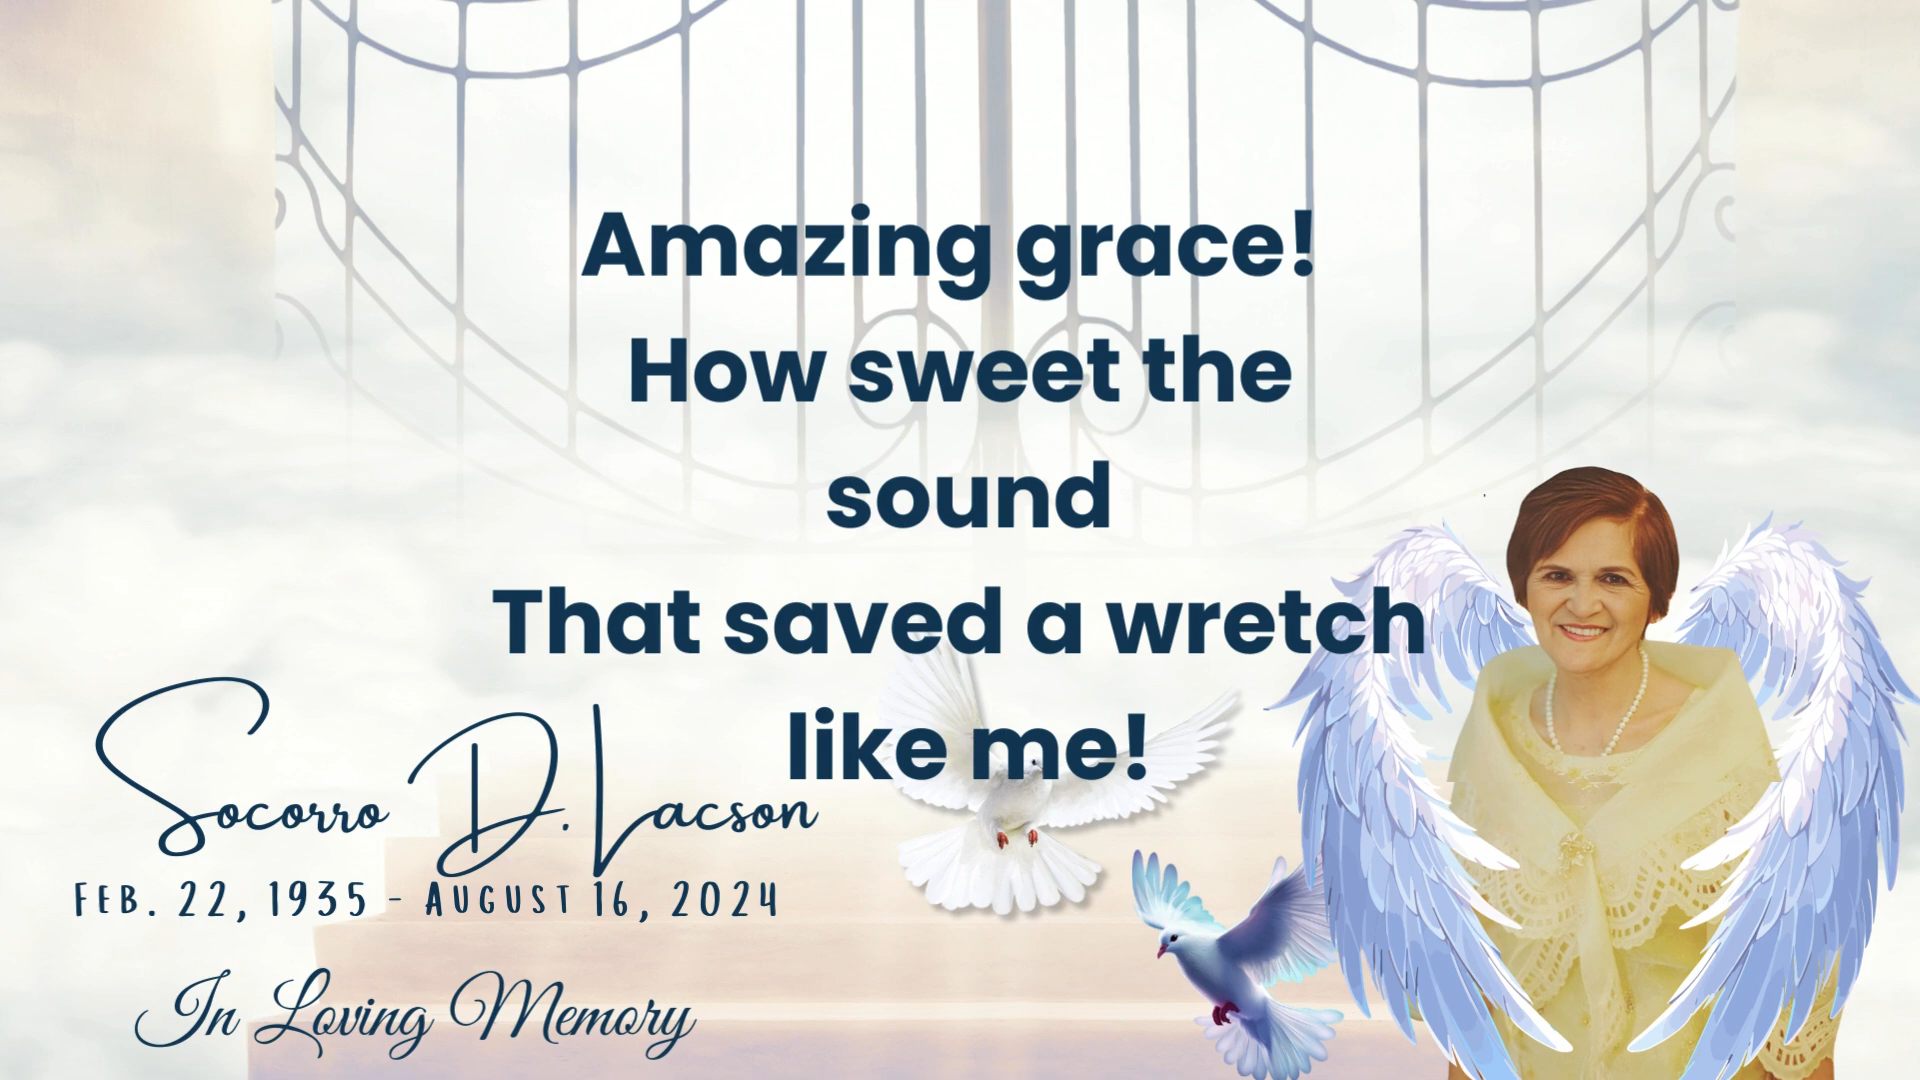 Amazing grace!
How sweet the
sound
That saved a wretch
like me!
Socorro D. Lacson
Feb. 22, 1935 - August 16, 2024
In Loving Memory